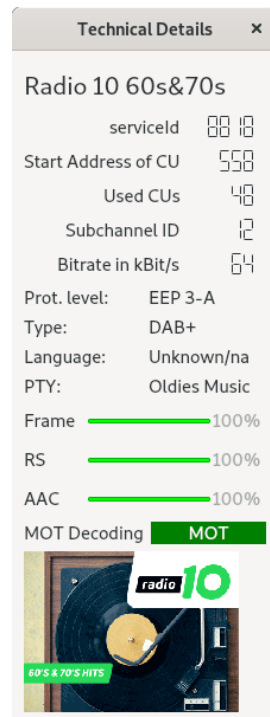 Technical Details ×
Radio 10 60s&70s
serviceId 8818
Start Address of CU 558
Used CUs 48
Subchannel ID 12
Bitrate in kBit/s 64
Prot. level: EEP 3-A
Type: DAB+
Language: Unknown/na
PTY: Oldies Music
Frame 100%
RS 100%
AAC 100%
MOT Decoding MOT
radio 10
60'S & 70'S HITS